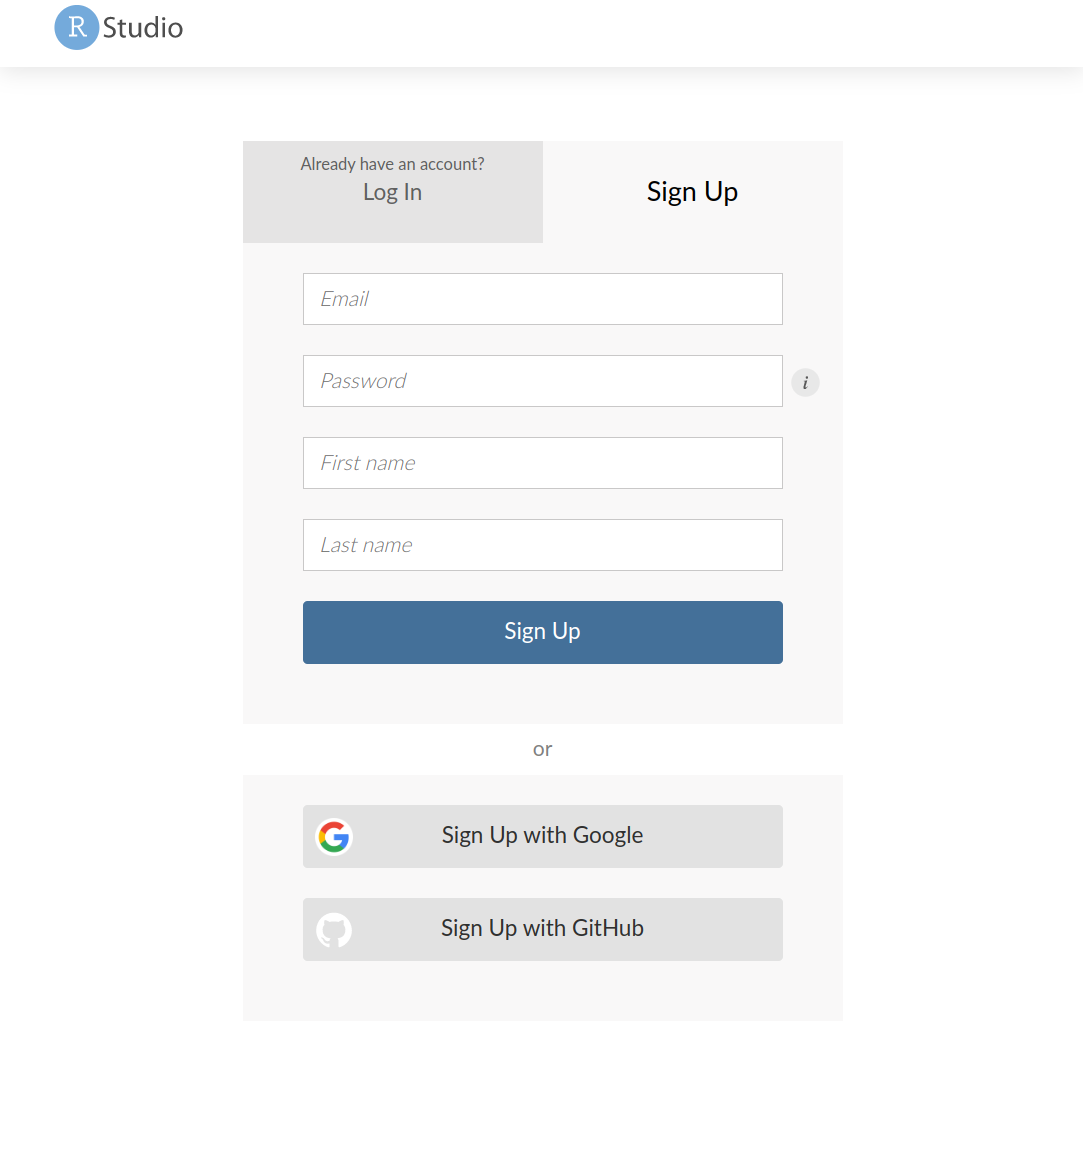 R Studio
Already have an account?
Log In
Sign Up
Email
Password
i
First name
Last name
Sign Up
or
Sign Up with Google
Sign Up with GitHub